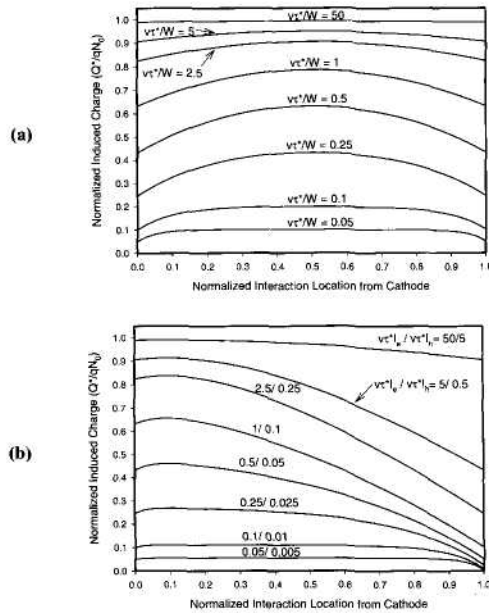 (a)
Normalized Induced Charge (Q*/qN₀)
1.0
0.9
0.8
0.7
0.6
0.5
0.4
0.3
0.2
0.1
0.0
vτ*/W = 50
vτ*/W = 5
vτ*/W = 2.5
vτ*/W = 1
vτ*/W = 0.5
vτ*/W = 0.25
vτ*/W = 0.1
vτ*/W = 0.05
0.0 0.1 0.2 0.3 0.4 0.5 0.6 0.7 0.8 0.9 1.0
Normalized Interaction Location from Cathode
(b)
Normalized Induced Charge (Q*/qN₀)
1.0
0.9
0.8
0.7
0.6
0.5
0.4
0.3
0.2
0.1
0.0
vτ*|ₑ / vτ*|ₕ = 50/5
vτ*|ₑ / vτ*|ₕ = 5/ 0.5
2.5/ 0.25
1/ 0.1
0.5/ 0.05
0.25/ 0.025
0.1/ 0.01
0.05/ 0.005
0.0 0.1 0.2 0.3 0.4 0.5 0.6 0.7 0.8 0.9 1.0
Normalized Interaction Location from Cathode